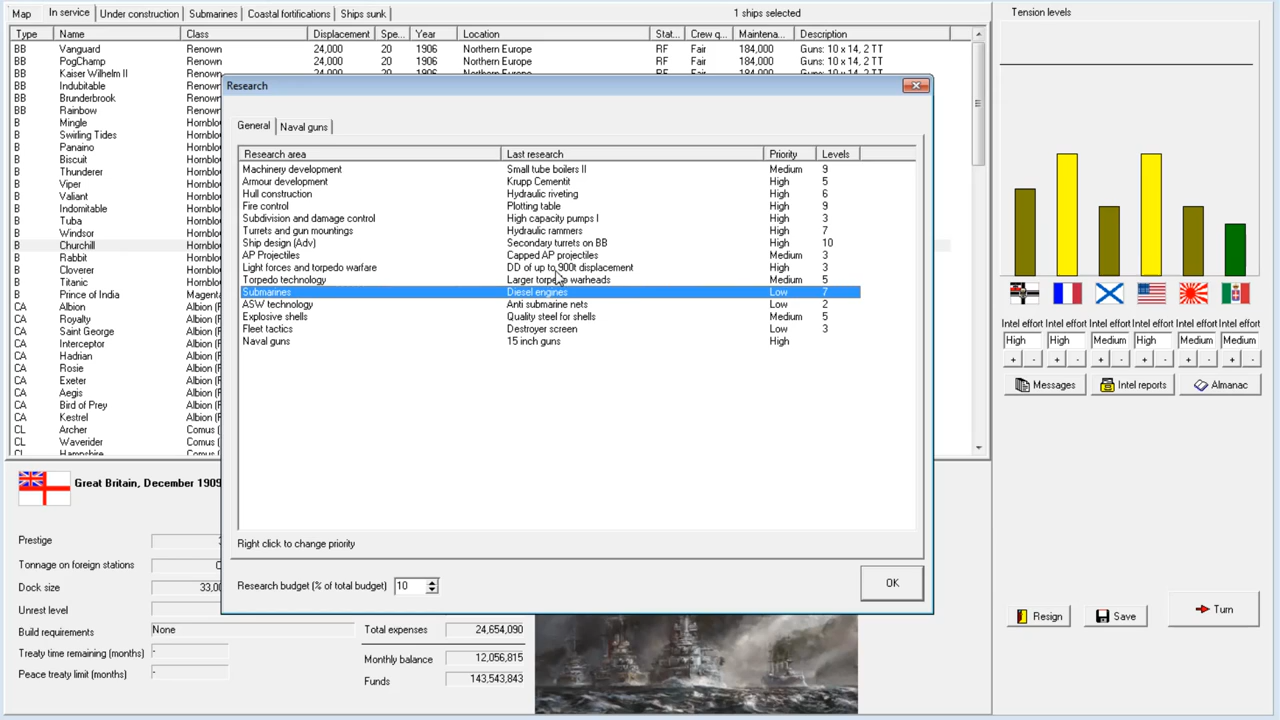 Map In service Under construction Submarines Coastal fortifications Ships sunk 1 ships selected Tension levels
Type Name Class Displacement Spe... Year Location Stat... Crew q... Maintena... Description
BB Vanguard Renown 24,000 20 1906 Northern Europe RF Fair 184,000 Guns: 10 x 14, 2 TT
BB PogChamp Renown 24,000 20 1906 Northern Europe RF Fair 184,000 Guns: 10 x 14, 2 TT
BB Kaiser Wilhelm II Renown 24,000 20 1906 Northern Europe RF Fair 184,000 Guns: 10 x 14, 2 TT
BB Indubitable Renown
BB Brunderbrook Renown
BB Rainbow Renown
B Mingle Hornblo
B Swirling Tides Hornblo
B Panaino Hornblo
B Biscuit Hornblo
B Thunderer Hornblo
B Viper Hornblo
B Valiant Hornblo
B Indomitable Hornblo
B Tuba Hornblo
B Windsor Hornblo
B Churchill Hornblo
B Rabbit Hornblo
B Cloverer Hornblo
B Titanic Hornblo
B Prince of India Magenta
CA Albion Albion (F
CA Royalty Albion (F
CA Saint George Albion (F
CA Interceptor Albion (F
CA Hadrian Albion (F
CA Rosie Albion (F
CA Exeter Albion (F
CA Aegis Albion (F
CA Bird of Prey Albion (F
CA Kestrel Albion (F
CL Archer Comus (
CL Waverider Comus (
CL Hampshire Comus (
Research
General Naval guns
Research area Last research Priority Levels
Machinery development Small tube boilers II Medium 9
Armour development Krupp Cementit High 5
Hull construction Hydraulic riveting High 6
Fire control Plotting table High 9
Subdivision and damage control High capacity pumps I High 3
Turrets and gun mountings Hydraulic rammers High 7
Ship design (Adv) Secondary turrets on BB High 10
AP Projectiles Capped AP projectiles Medium 3
Light forces and torpedo warfare DD of up to 900t displacement High 3
Torpedo technology Larger torpedo warheads Medium 5
Submarines Diesel engines Low 7
ASW technology Anti submarine nets Low 2
Explosive shells Quality steel for shells Medium 5
Fleet tactics Destroyer screen Low 3
Naval guns 15 inch guns High
Right click to change priority
Research budget (% of total budget) 10 OK
Intel effort Intel effort Intel effort Intel effort Intel effort Intel effort
High High Medium High Medium Medium
+ - + - + - + - + - + -
Messages Intel reports Almanac
Great Britain, December 1909
Prestige
Tonnage on foreign stations
Dock size 33,00
Unrest level
Build requirements None
Treaty time remaining (months) -
Peace treaty limit (months) -
Total expenses 24,654,090
Monthly balance 12,056,815
Funds 143,543,843
Resign Save Turn